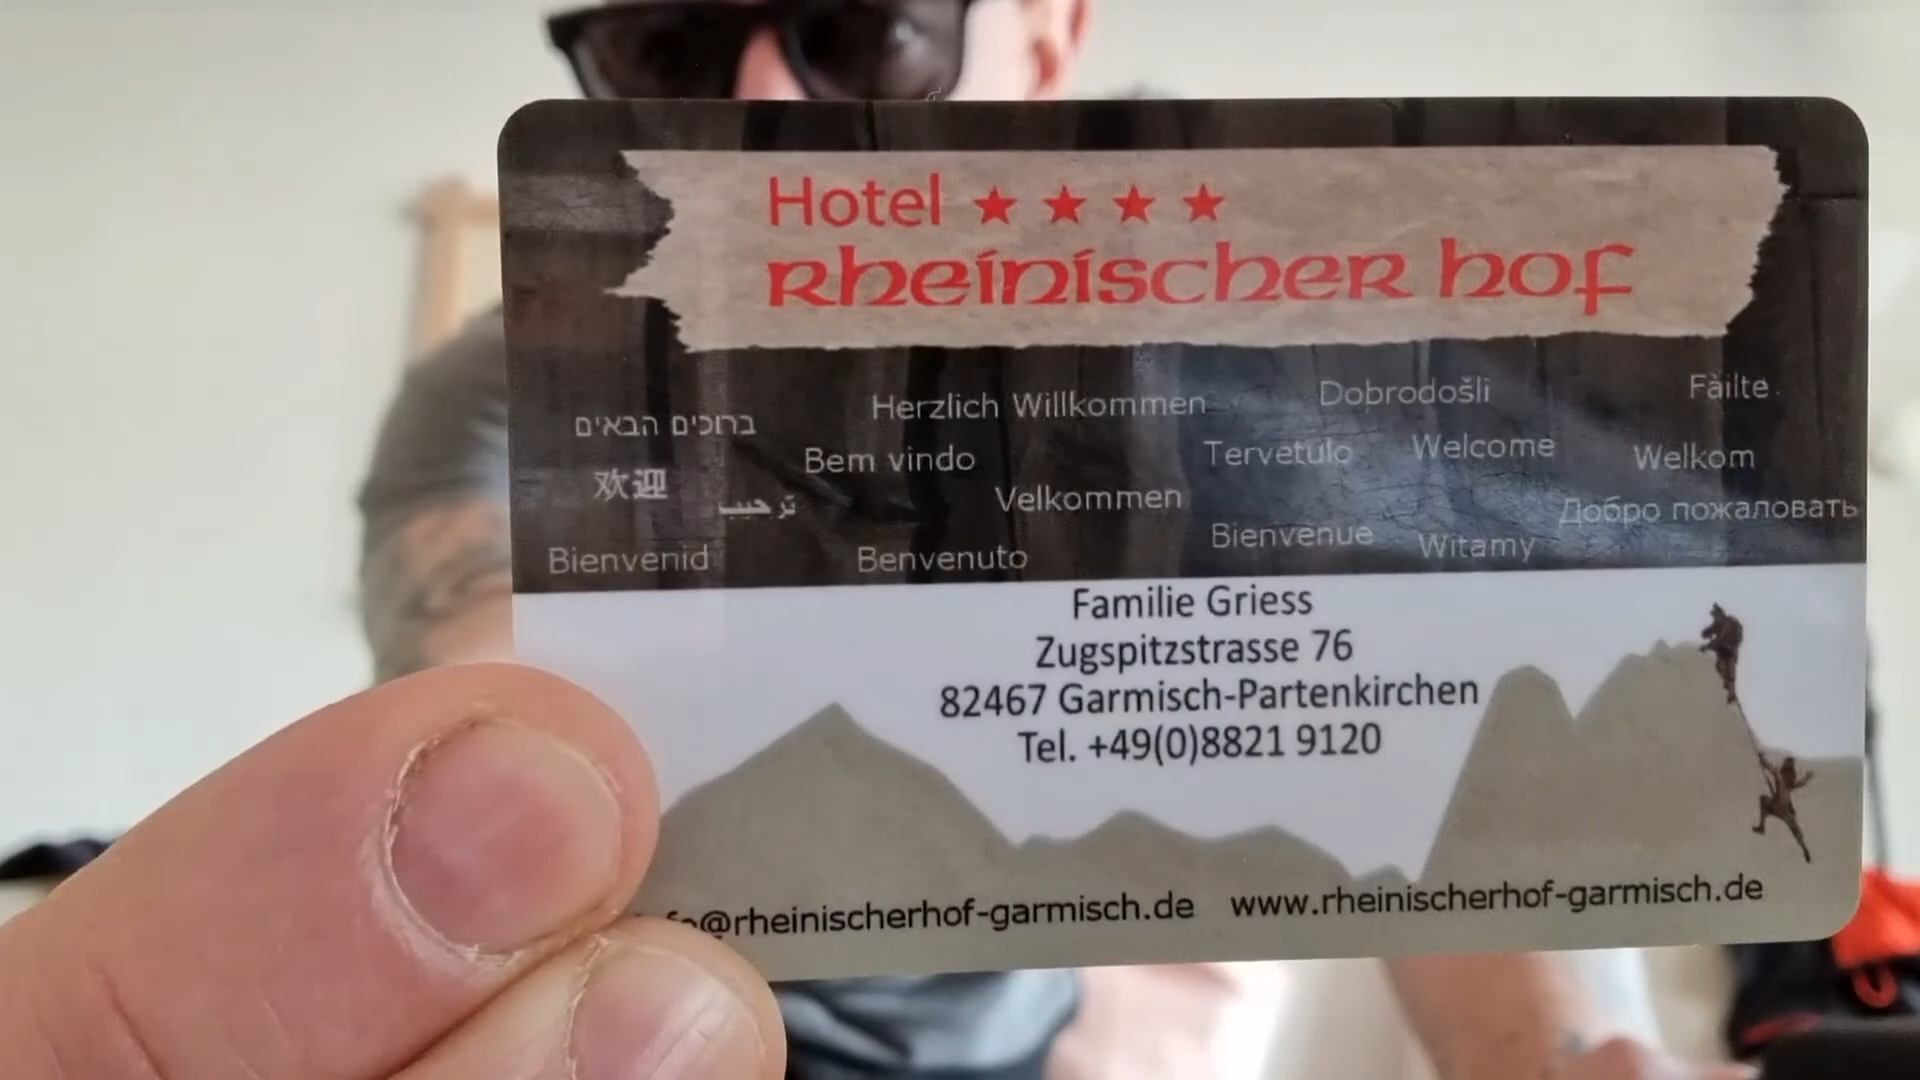 Hotel ★ ★ ★ ★
Rheinischer hof
Herzlich Willkommen
Dobrodošli
Fàilte
ברוכים הבאים
Bem vindo
Tervetulo
Welcome
Welkom
欢迎
ترحيب
Velkommen
Добро пожаловать
Bienvenid
Benvenuto
Bienvenue
Witamy
Familie Griess
Zugspitzstrasse 76
82467 Garmisch-Partenkirchen
Tel. +49(0)8821 9120
@rheinischerhof-garmisch.de www.rheinischerhof-garmisch.de